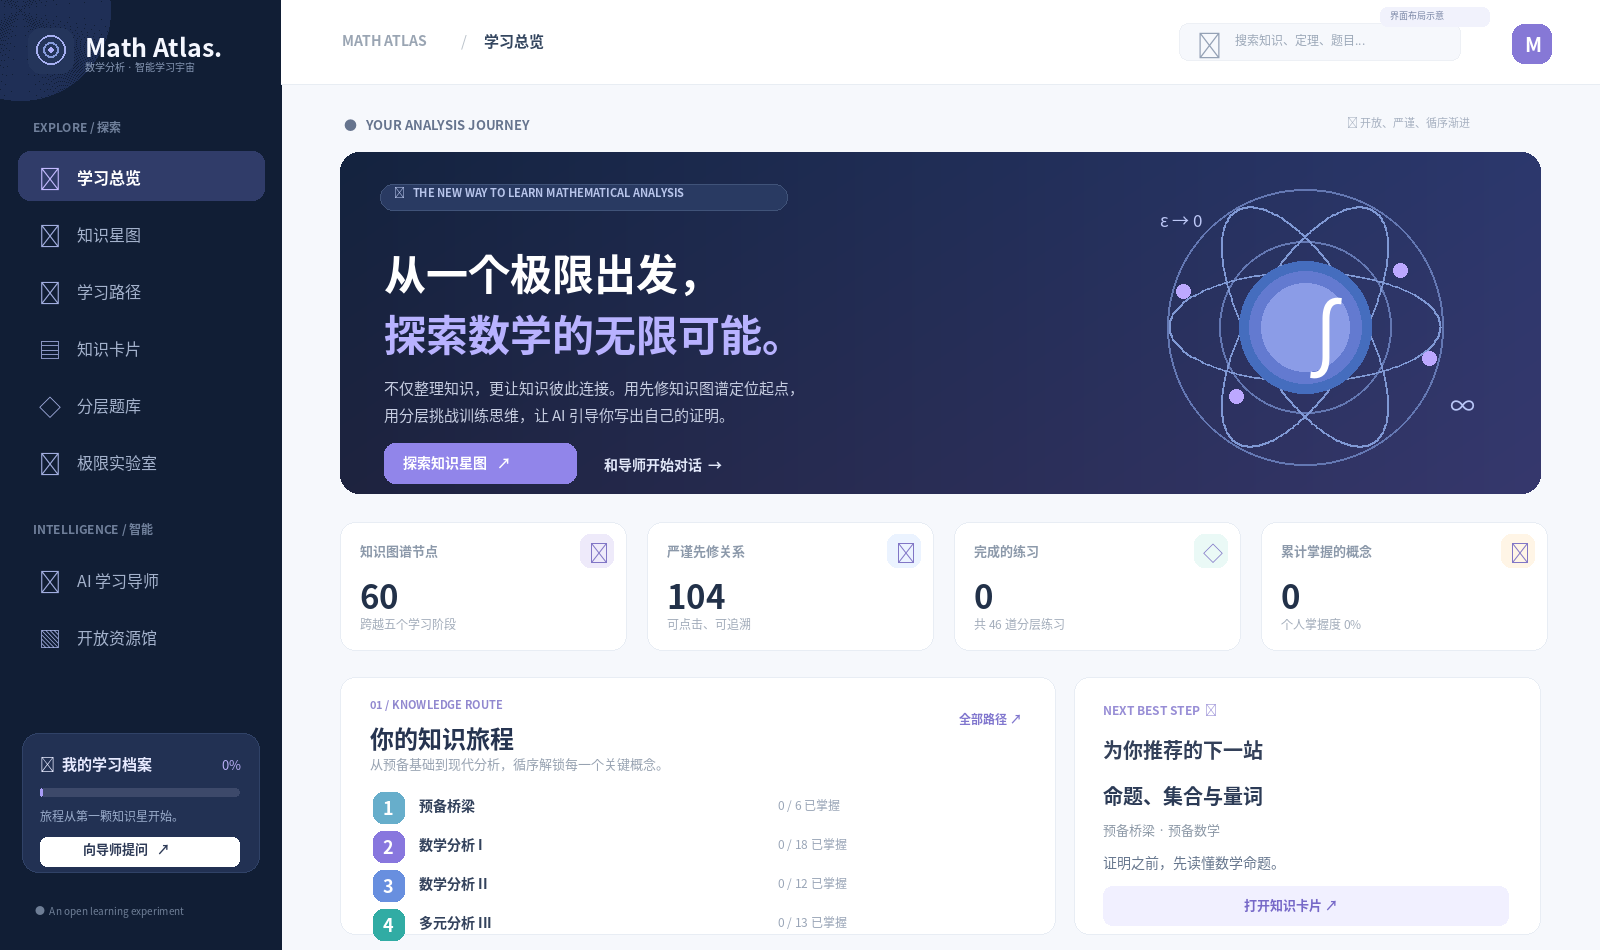 Math Atlas.
数学分析 · 智能学习宇宙
EXPLORE / 探索
学习总览
知识星图
学习路径
知识卡片
分层题库
极限实验室
INTELLIGENCE / 智能
AI 学习导师
开放资源馆
我的学习档案 0%
旅程从第一颗知识星开始。
向导师提问 ↗
An open learning experiment
MATH ATLAS / 学习总览
界面布局示意
搜索知识、定理、题目...
M
YOUR ANALYSIS JOURNEY
开放、严谨、循序渐进
THE NEW WAY TO LEARN MATHEMATICAL ANALYSIS
从一个极限出发，
探索数学的无限可能。
不仅整理知识，更让知识彼此连接。用先修知识图谱定位起点，
用分层挑战训练思维，让 AI 引导你写出自己的证明。
探索知识星图 ↗
和导师开始对话 →
ε → 0
∫
∞
知识图谱节点
60
跨越五个学习阶段
严谨先修关系
104
可点击、可追溯
完成的练习
0
共 46 道分层练习
累计掌握的概念
0
个人掌握度 0%
01 / KNOWLEDGE ROUTE
你的知识旅程
从预备基础到现代分析，循序解锁每一个关键概念。
全部路径 ↗
1 预备桥梁 0 / 6 已掌握
2 数学分析 I 0 / 18 已掌握
3 数学分析 II 0 / 12 已掌握
4 多元分析 III 0 / 13 已掌握
NEXT BEST STEP
为你推荐的下一站
命题、集合与量词
预备桥梁 · 预备数学
证明之前，先读懂数学命题。
打开知识卡片 ↗